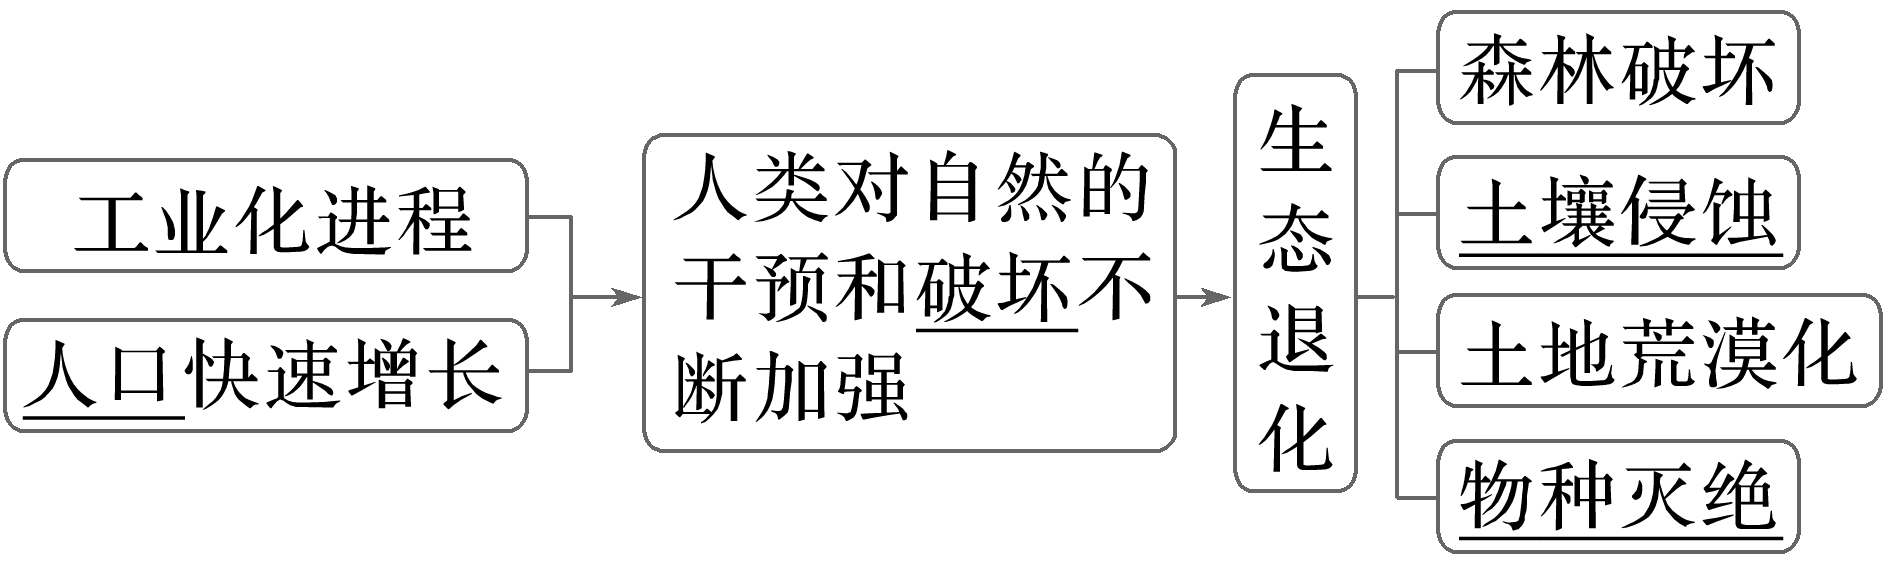 工业化进程
人口快速增长
人类对自然的
干预和破坏不
断加强
生态退化
森林破坏
土壤侵蚀
土地荒漠化
物种灭绝